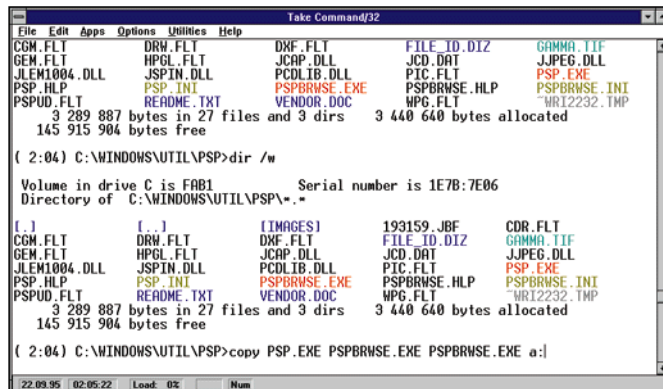 Take Command/32
File Edit Apps Options Utilities Help
CGM.FLT DRW.FLT DXF.FLT FILE_ID.DIZ GAMMA.TIF
GEM.FLT HPGL.FLT JCAP.DLL JCD.DAT JJPEG.DLL
JLEM1004.DLL JSPIN.DLL PCDLIB.DLL PIC.FLT PSP.EXE
PSP.HLP PSP.INI PSPBRWSE.EXE PSPBRWSE.HLP PSPBRWSE.INI
PSPUD.FLT README.TXT VENDOR.DOC WPG.FLT ~WRI2232.TMP
3 289 887 bytes in 27 files and 3 dirs 3 440 640 bytes allocated
145 915 904 bytes free
( 2:04) C:\WINDOWS\UTIL\PSP>dir /w
Volume in drive C is FAB1 Serial number is 1E7B:7E06
Directory of C:\WINDOWS\UTIL\PSP\*.*
[.] [..] [IMAGES] 193159.JBF CDR.FLT
CGM.FLT DRW.FLT DXF.FLT FILE_ID.DIZ GAMMA.TIF
GEM.FLT HPGL.FLT JCAP.DLL JCD.DAT JJPEG.DLL
JLEM1004.DLL JSPIN.DLL PCDLIB.DLL PIC.FLT PSP.EXE
PSP.HLP PSP.INI PSPBRWSE.EXE PSPBRWSE.HLP PSPBRWSE.INI
PSPUD.FLT README.TXT VENDOR.DOC WPG.FLT ~WRI2232.TMP
3 289 887 bytes in 27 files and 3 dirs 3 440 640 bytes allocated
145 915 904 bytes free
( 2:04) C:\WINDOWS\UTIL\PSP>copy PSP.EXE PSPBRWSE.EXE PSPBRWSE.EXE a:
22.09.95 02:05:22 Load: 0% Num